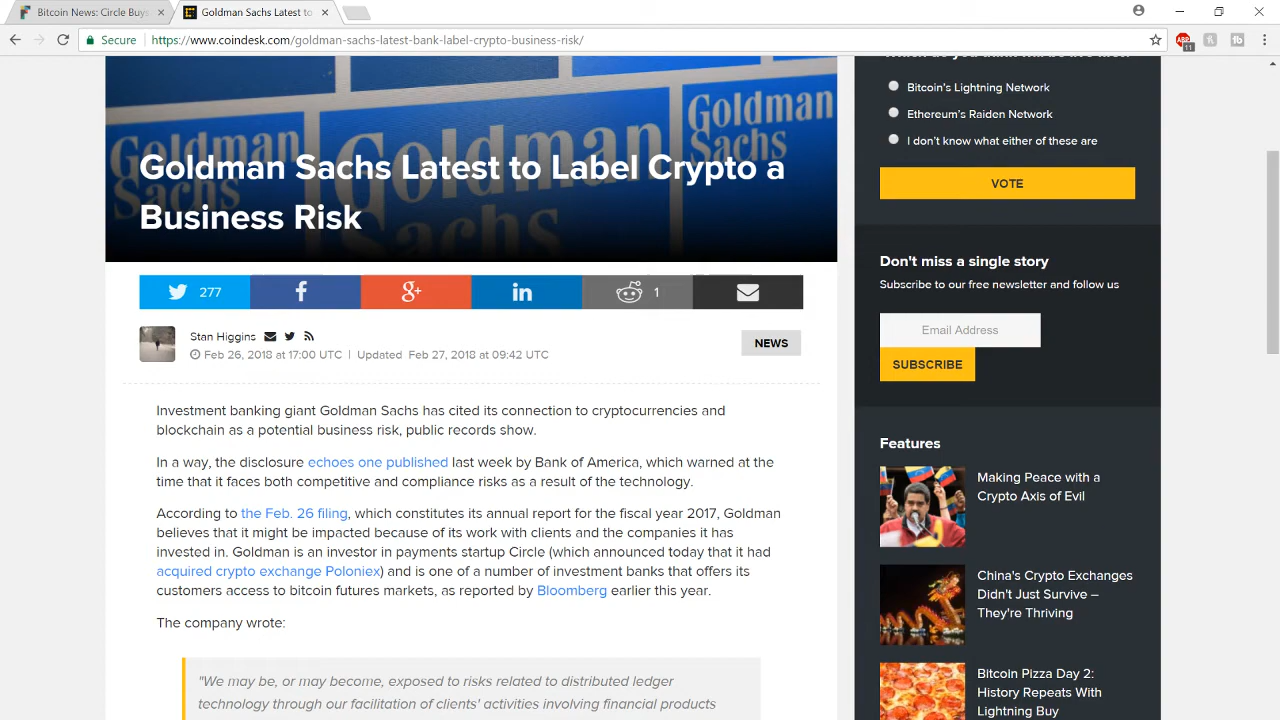 Bitcoin News: Circle Buy
Goldman Sachs Latest to
Secure
https://www.coindesk.com/goldman-sachs-latest-bank-label-crypto-business-risk/
ABP
11
Goldman
Sachs
Goldman
Sachs
Goldman
Sachs
Goldman Sachs Latest to Label Crypto a
Business Risk
277
1
Stan Higgins
Feb 26, 2018 at 17:00 UTC | Updated Feb 27, 2018 at 09:42 UTC
NEWS
Investment banking giant Goldman Sachs has cited its connection to cryptocurrencies and
blockchain as a potential business risk, public records show.
In a way, the disclosure echoes one published last week by Bank of America, which warned at the
time that it faces both competitive and compliance risks as a result of the technology.
According to the Feb. 26 filing, which constitutes its annual report for the fiscal year 2017, Goldman
believes that it might be impacted because of its work with clients and the companies it has
invested in. Goldman is an investor in payments startup Circle (which announced today that it had
acquired crypto exchange Poloniex) and is one of a number of investment banks that offers its
customers access to bitcoin futures markets, as reported by Bloomberg earlier this year.
The company wrote:
"We may be, or may become, exposed to risks related to distributed ledger
technology through our facilitation of clients' activities involving financial products
Bitcoin's Lightning Network
Ethereum's Raiden Network
I don't know what either of these are
VOTE
Don't miss a single story
Subscribe to our free newsletter and follow us
Email Address
SUBSCRIBE
Features
Making Peace with a
Crypto Axis of Evil
China's Crypto Exchanges
Didn't Just Survive –
They're Thriving
Bitcoin Pizza Day 2:
History Repeats With
Lightning Buy